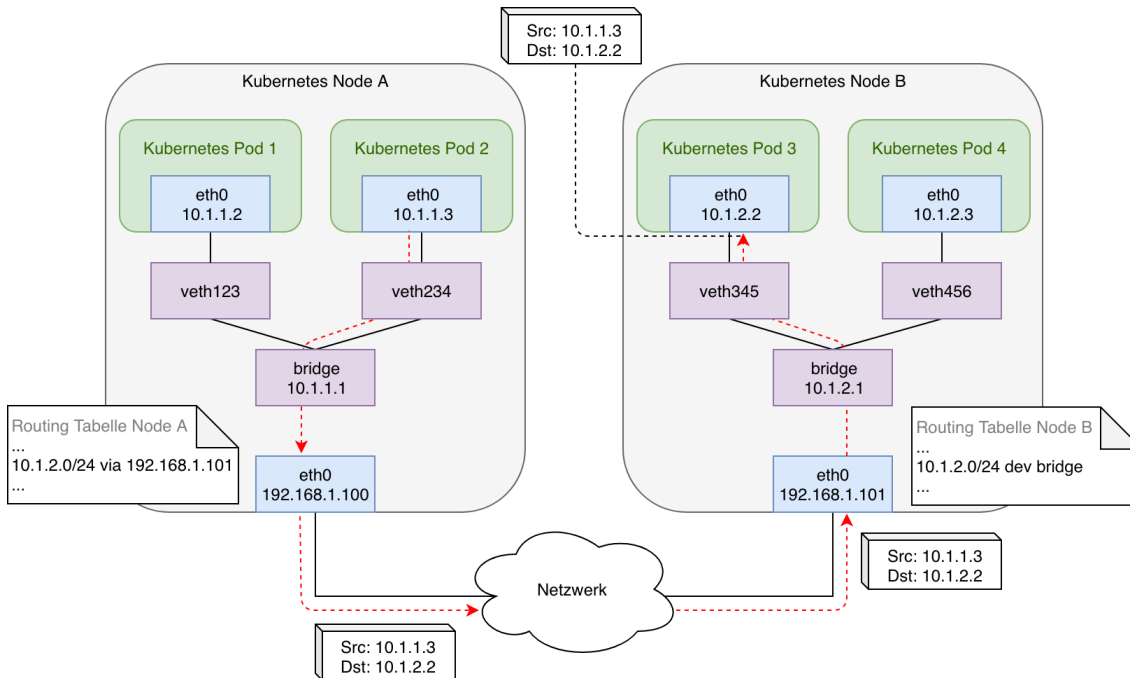 Src: 10.1.1.3
Dst: 10.1.2.2
Kubernetes Node A
Kubernetes Node B
Kubernetes Pod 1
Kubernetes Pod 2
Kubernetes Pod 3
Kubernetes Pod 4
eth0
10.1.1.2
eth0
10.1.1.3
eth0
10.1.2.2
eth0
10.1.2.3
veth123
veth234
veth345
veth456
bridge
10.1.1.1
bridge
10.1.2.1
Routing Tabelle Node A
...
10.1.2.0/24 via 192.168.1.101
...
Routing Tabelle Node B
...
10.1.2.0/24 dev bridge
...
eth0
192.168.1.100
eth0
192.168.1.101
Netzwerk
Src: 10.1.1.3
Dst: 10.1.2.2
Src: 10.1.1.3
Dst: 10.1.2.2